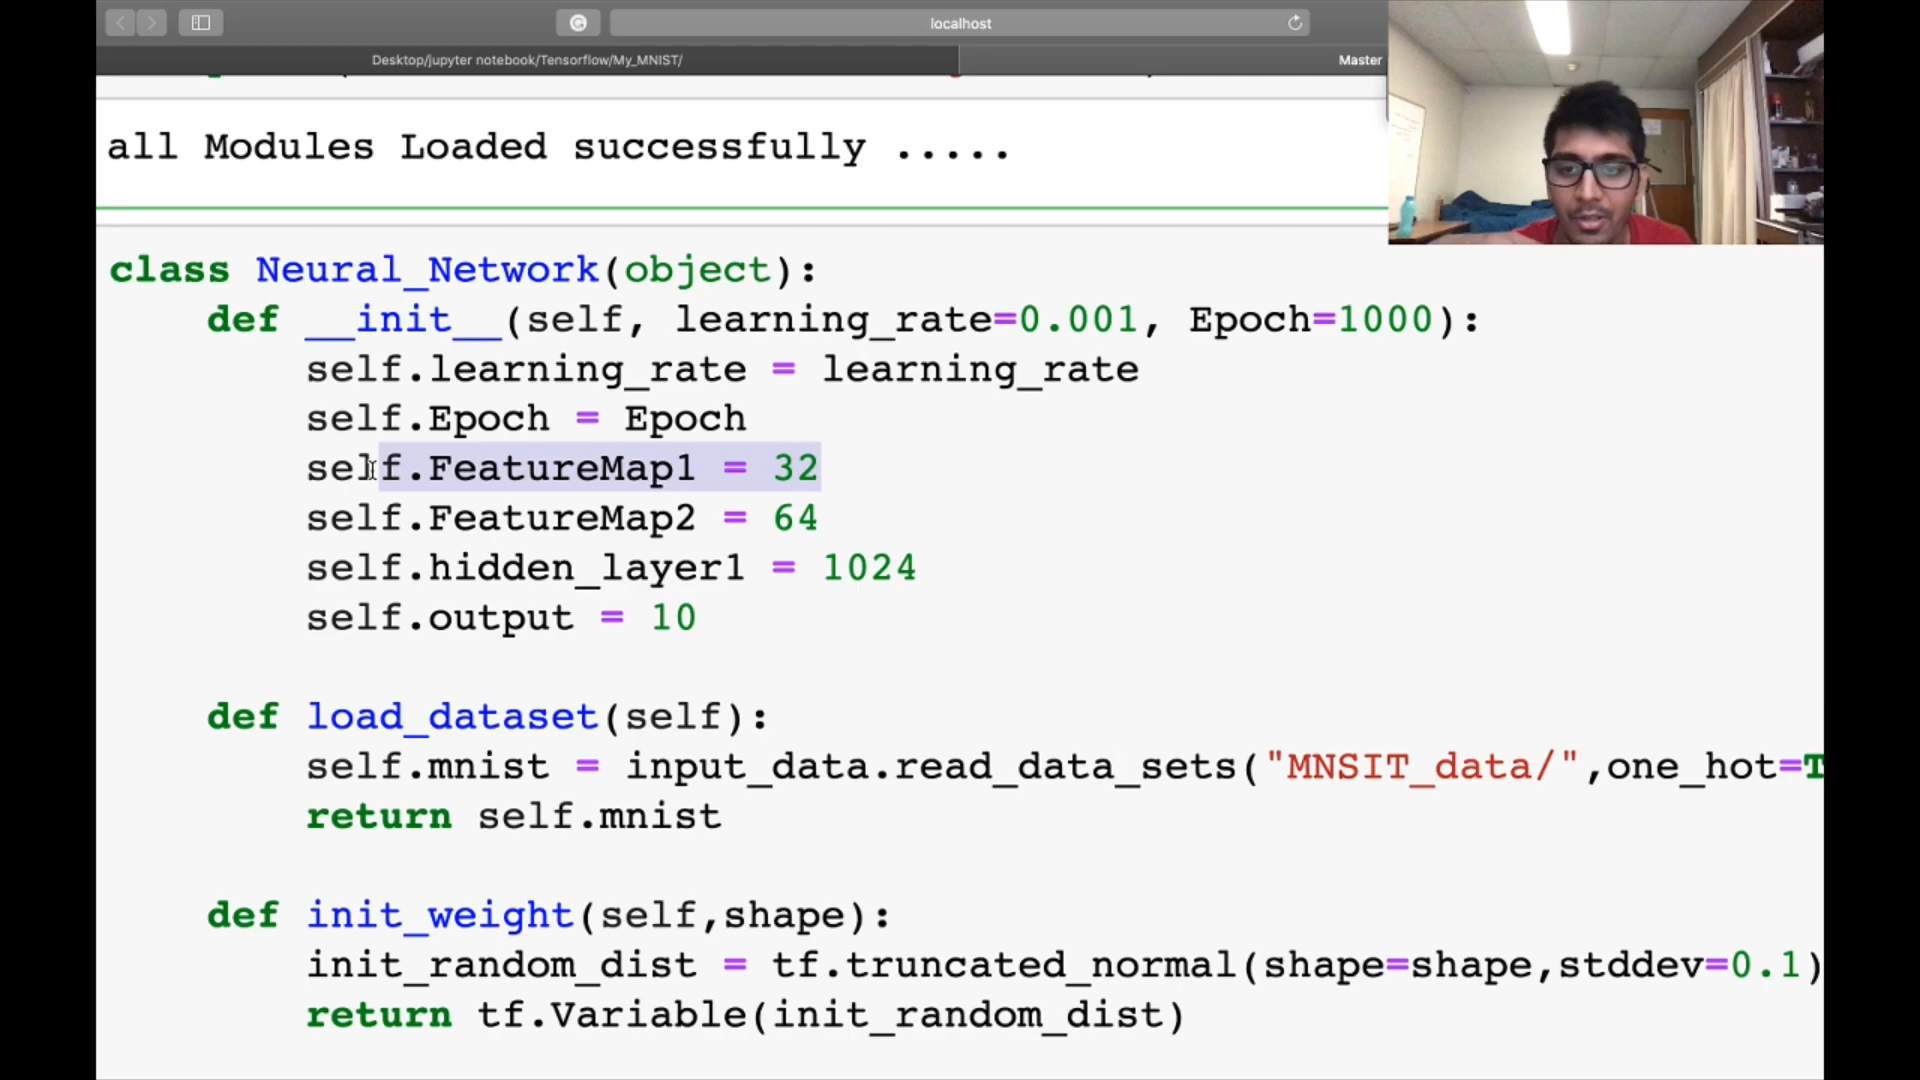 localhost
Desktop/jupyter notebook/Tensorflow/My_MNIST/
Master
all Modules Loaded successfully .....
class Neural_Network(object):
def __init__(self, learning_rate=0.001, Epoch=1000):
self.learning_rate = learning_rate
self.Epoch = Epoch
self.FeatureMap1 = 32
self.FeatureMap2 = 64
self.hidden_layer1 = 1024
self.output = 10
def load_dataset(self):
self.mnist = input_data.read_data_sets("MNSIT_data/",one_hot=T
return self.mnist
def init_weight(self,shape):
init_random_dist = tf.truncated_normal(shape=shape,stddev=0.1)
return tf.Variable(init_random_dist)